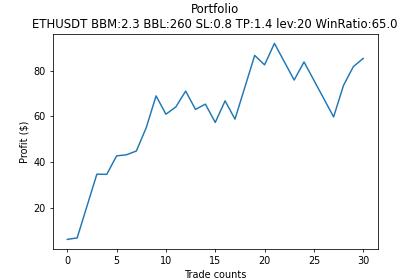 Portfolio
ETHUSDT BBM:2.3 BBL:260 SL:0.8 TP:1.4 lev:20 WinRatio:65.0
80
60
40
20
Profit ($)
0 5 10 15 20 25 30
Trade counts